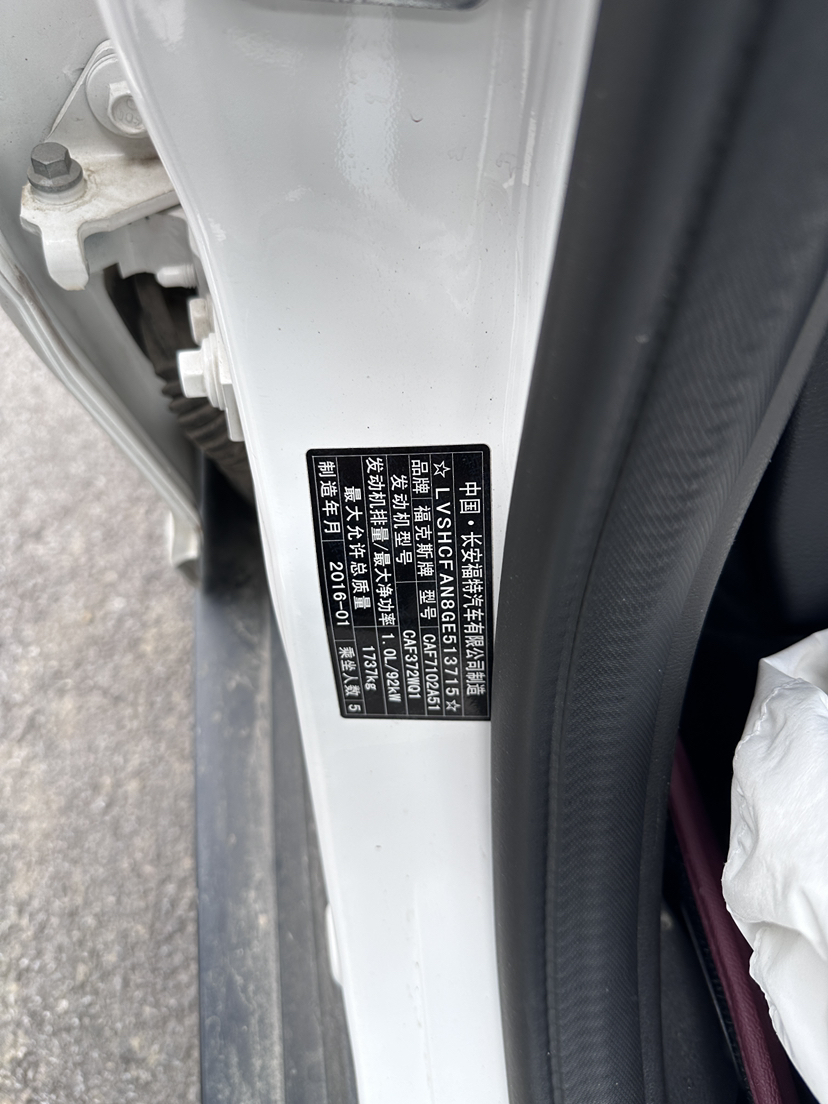 中国·长安福特汽车有限公司制造
☆LVSHCFAN8GE513715☆
品牌 福克斯牌 型号 CAF7102A51
发动机型号 CAF372WQ1
发动机排量/最大净功率 1.0L/92kW
最大允许总质量 1737kg
制造年月 2016-01 乘坐人数 5